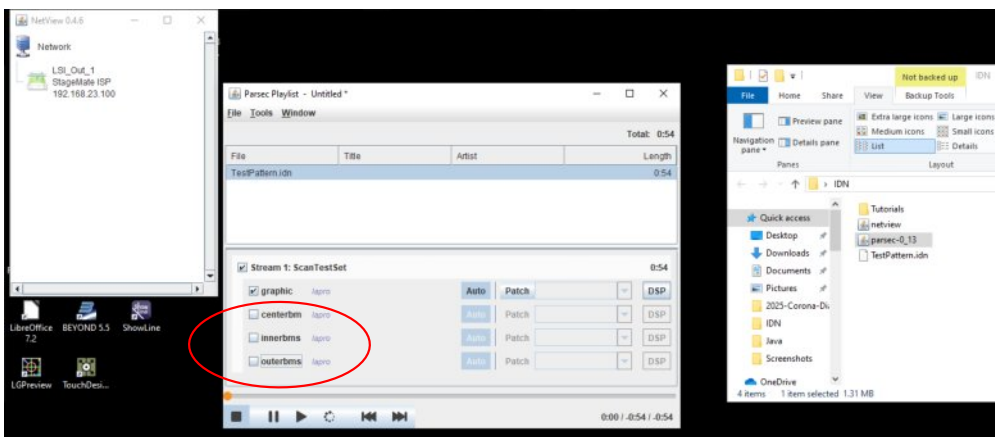 NetView 0.4.6
Network
LSI_Out_1
StageMate ISP
192.168.23.100
LibreOffice 7.2
BEYOND 5.5
ShowLine
LGPreview
TouchDesi...
Parsec Playlist - Untitled *
File Tools Window
Total: 0:54
File Title Artist Length
TestPattern.idn 0:54
Stream 1: ScanTestSet 0:54
graphic lapro Auto Patch DSP
centerbm lapro Auto Patch DSP
innerbms lapro Auto Patch DSP
outerbms lapro Auto Patch DSP
0:00 / -0:54 / -0:54
Not backed up IDN
File Home Share View Backup Tools
Navigation pane
Preview pane
Details pane
Panes
Extra large icons Large icons
Medium icons Small icons
List Details
Layout
IDN
Quick access
Desktop
Downloads
Documents
Pictures
2025-Corona-Di
IDN
Java
Screenshots
OneDrive
Tutorials
netview
parsec-0_13
TestPattern.idn
4 items 1 item selected 1.31 MB